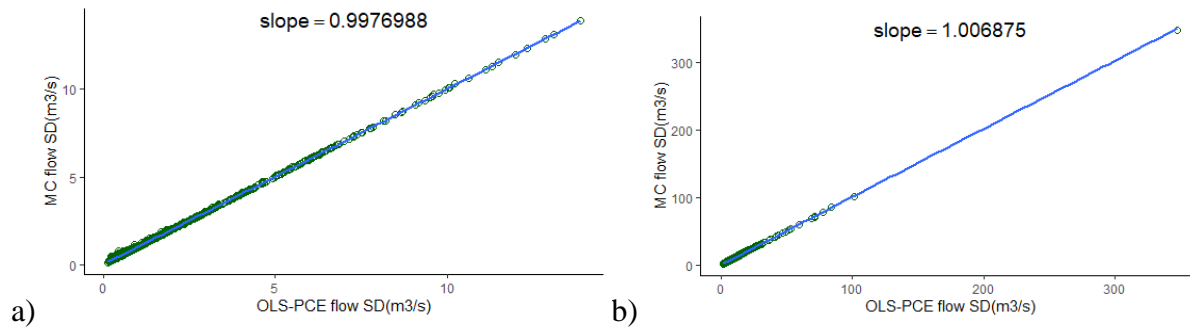 slope = 0.9976988
MC flow SD(m3/s)
10
5
0
0
5
10
OLS-PCE flow SD(m3/s)
a)
slope = 1.006875
MC flow SD(m3/s)
300
200
100
0
0
100
200
300
OLS-PCE flow SD(m3/s)
b)